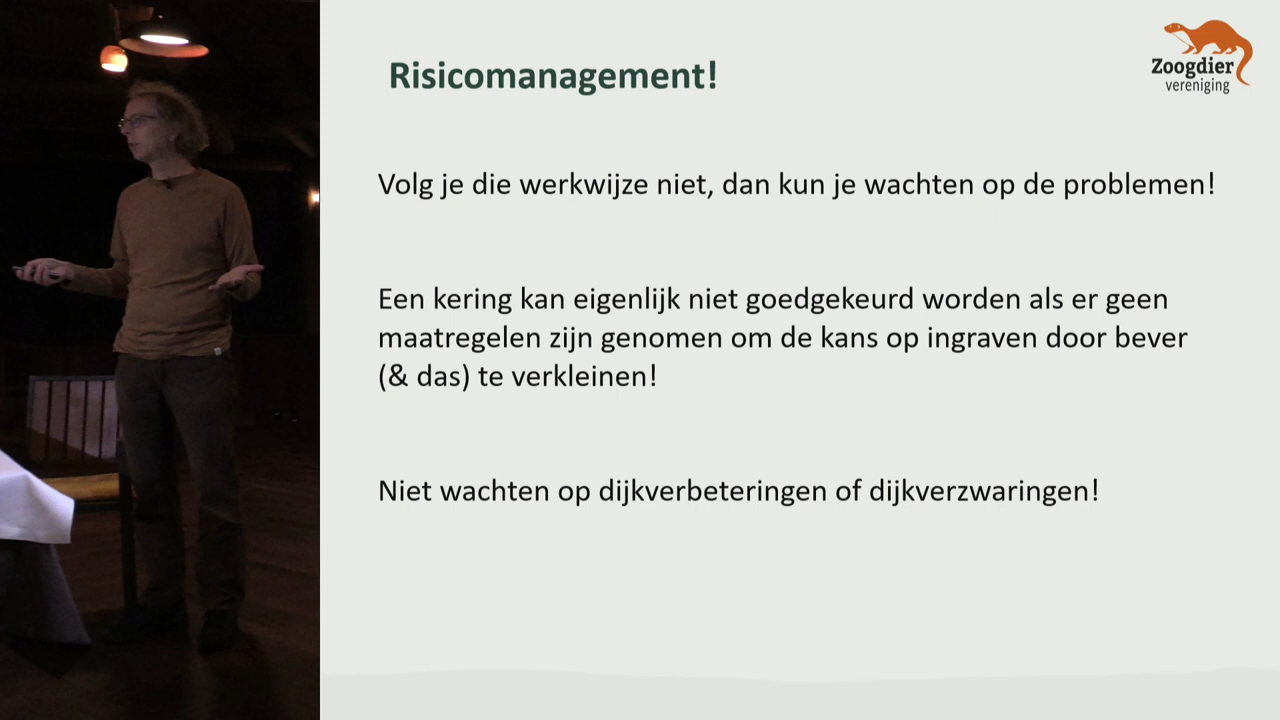 Risicomanagement!
Zoogdier
vereniging
Volg je die werkwijze niet, dan kun je wachten op de problemen!
Een kering kan eigenlijk niet goedgekeurd worden als er geen
maatregelen zijn genomen om de kans op ingraven door bever
(& das) te verkleinen!
Niet wachten op dijkverbeteringen of dijkverzwaringen!